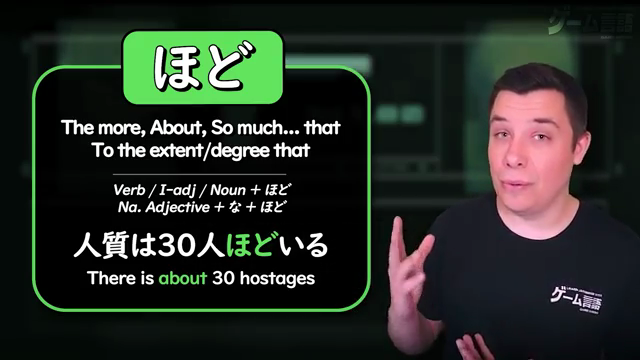 ほど
ゲーム言語
The more, About, So much... that
To the extent/degree that
Verb / I-adj / Noun + ほど
Na. Adjective + な + ほど
人質は30人ほどいる
There is about 30 hostages
ゲーム言語